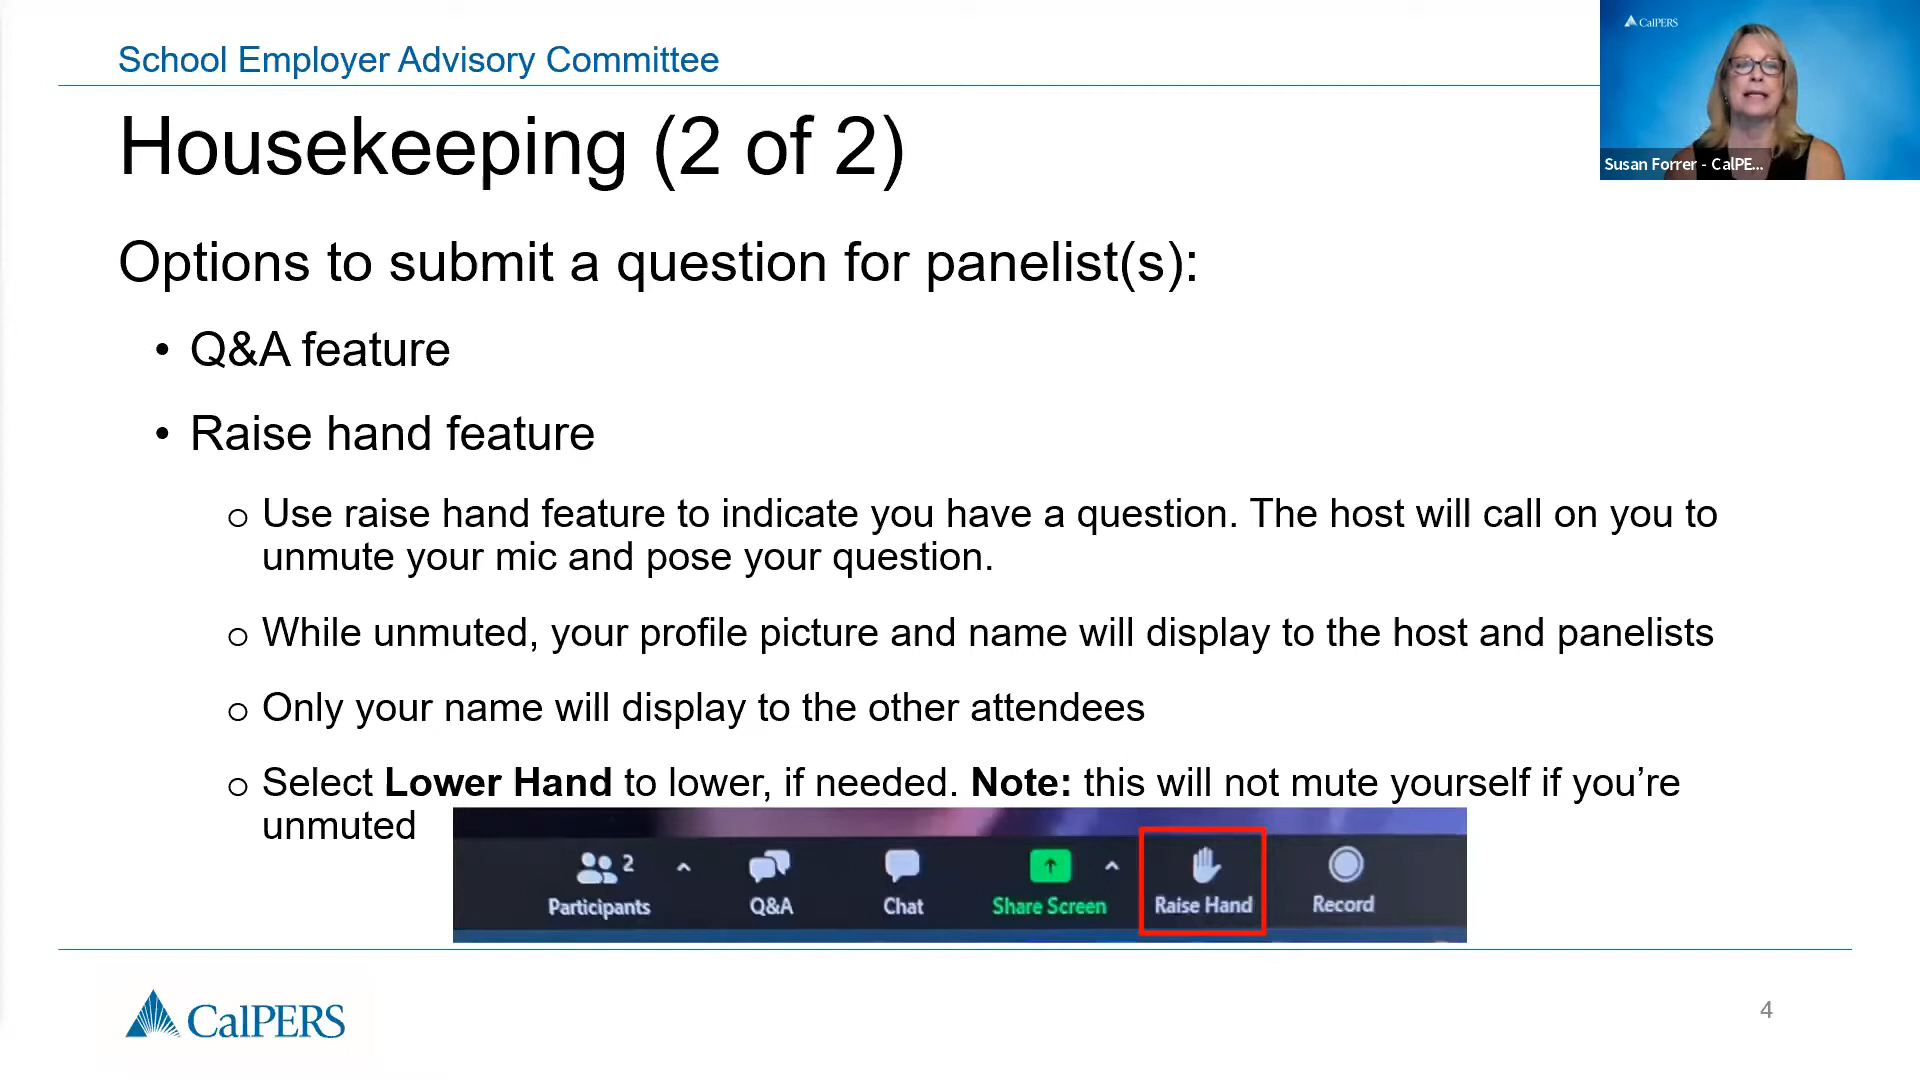 School Employer Advisory Committee
CalPERS
Susan Forrer - CalPE...
Housekeeping (2 of 2)
Options to submit a question for panelist(s):
• Q&A feature
• Raise hand feature
o Use raise hand feature to indicate you have a question. The host will call on you to
unmute your mic and pose your question.
o While unmuted, your profile picture and name will display to the host and panelists
o Only your name will display to the other attendees
o Select Lower Hand to lower, if needed. Note: this will not mute yourself if you’re
unmuted
2
Participants Q&A Chat Share Screen Raise Hand Record
CalPERS
4